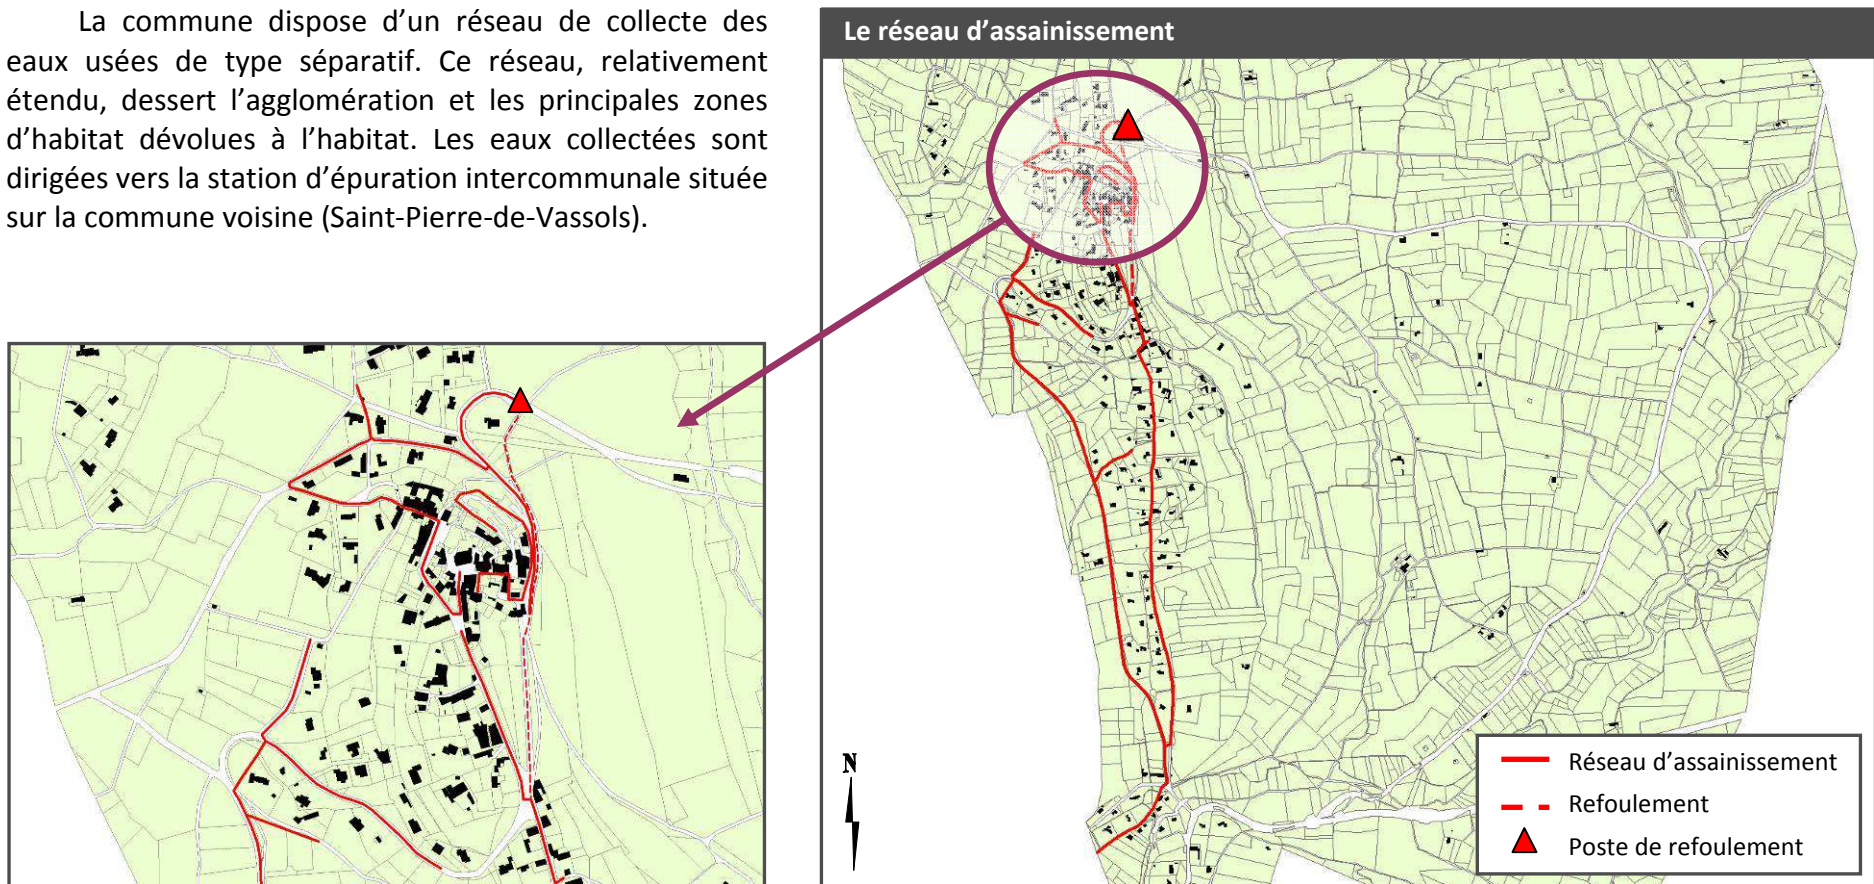 La commune dispose d’un réseau de collecte des
eaux usées de type séparatif. Ce réseau, relativement
étendu, dessert l’agglomération et les principales zones
d’habitat dévolues à l’habitat. Les eaux collectées sont
dirigées vers la station d’épuration intercommunale située
sur la commune voisine (Saint-Pierre-de-Vassols).
Le réseau d’assainissement
N
Réseau d’assainissement
Refoulement
Poste de refoulement